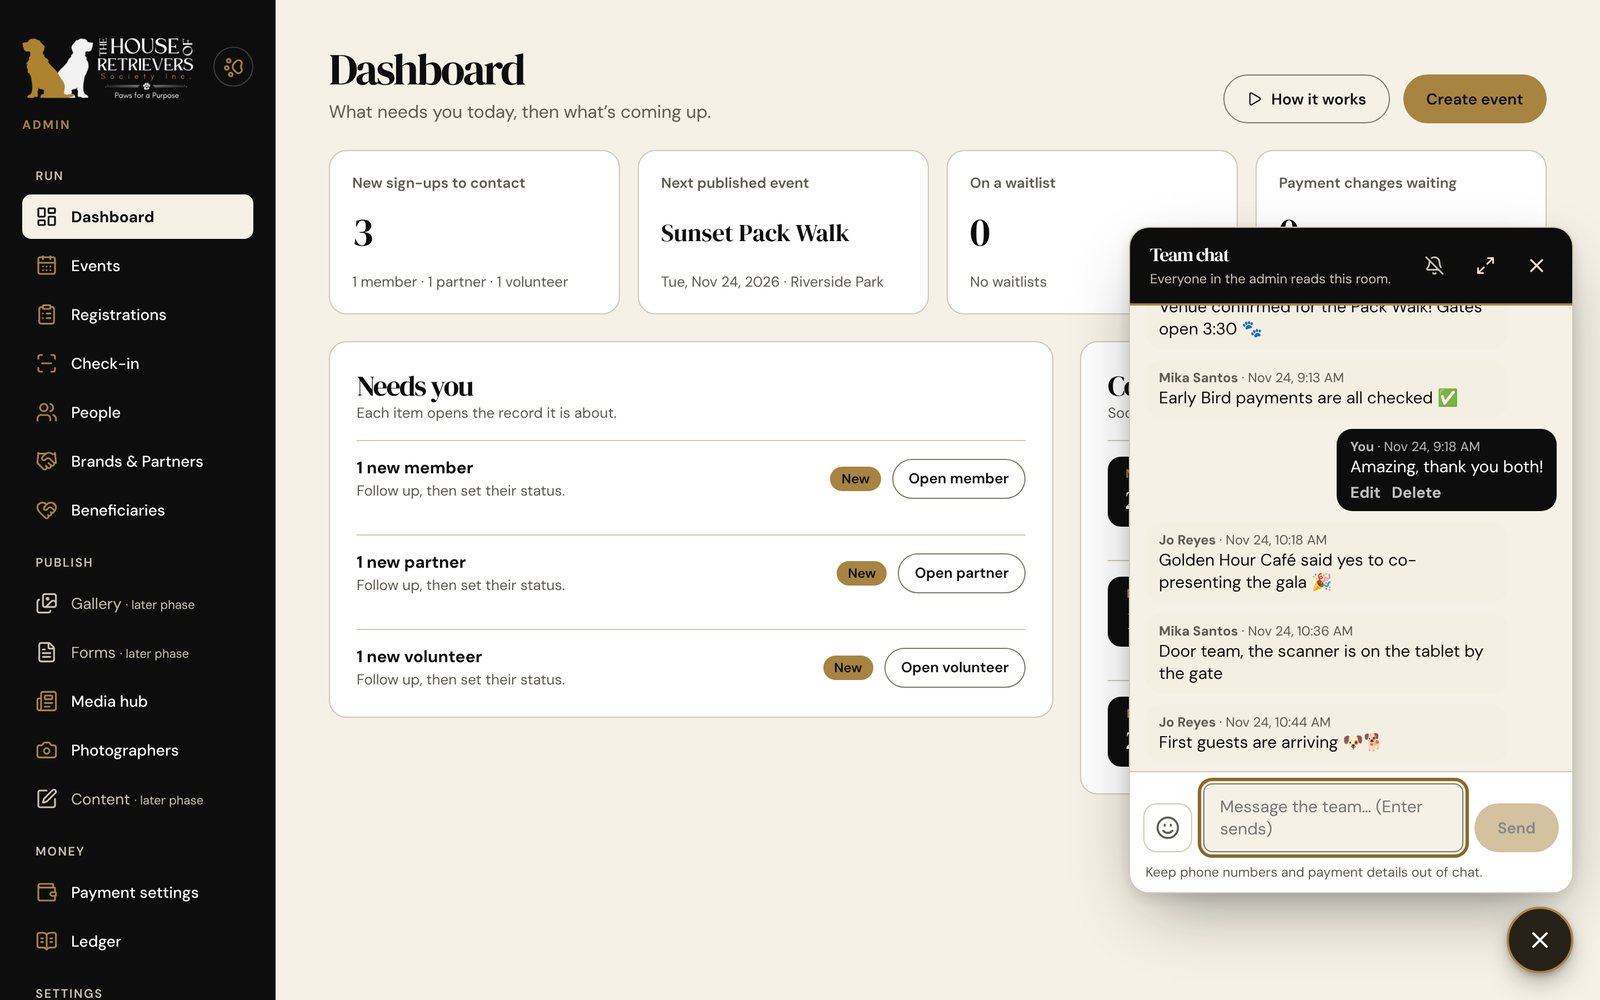 THE HOUSE OF
RETRIEVERS
Society Inc.
Paws for a Purpose
ADMIN
RUN
Dashboard
Events
Registrations
Check-in
People
Brands & Partners
Beneficiaries
PUBLISH
Gallery · later phase
Forms · later phase
Media hub
Photographers
Content · later phase
MONEY
Payment settings
Ledger
SETTINGS
Dashboard
What needs you today, then what’s coming up.
How it works
Create event
New sign-ups to contact
3
1 member · 1 partner · 1 volunteer
Next published event
Sunset Pack Walk
Tue, Nov 24, 2026 · Riverside Park
On a waitlist
0
No waitlists
Payment changes waiting
Needs you
Each item opens the record it is about.
1 new member
Follow up, then set their status.
New
Open member
1 new partner
Follow up, then set their status.
New
Open partner
1 new volunteer
Follow up, then set their status.
New
Open volunteer
Team chat
Everyone in the admin reads this room.
Venue confirmed for the Pack Walk! Gates
open 3:30 🐾
Mika Santos · Nov 24, 9:13 AM
Early Bird payments are all checked ✅
You · Nov 24, 9:18 AM
Amazing, thank you both!
Edit Delete
Jo Reyes · Nov 24, 10:18 AM
Golden Hour Café said yes to co-
presenting the gala 🎉
Mika Santos · Nov 24, 10:36 AM
Door team, the scanner is on the tablet by
the gate
Jo Reyes · Nov 24, 10:44 AM
First guests are arriving 🐶🐕
Message the team… (Enter
sends)
Send
Keep phone numbers and payment details out of chat.